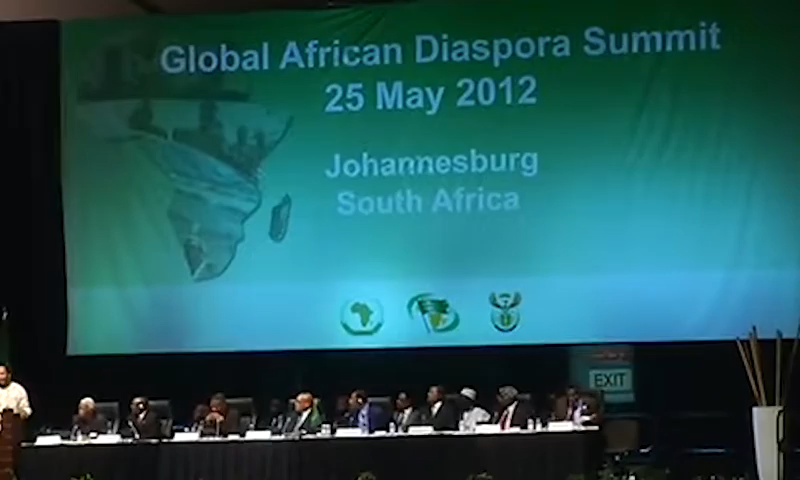 Global African Diaspora Summit
25 May 2012
Johannesburg
South Africa
EXIT